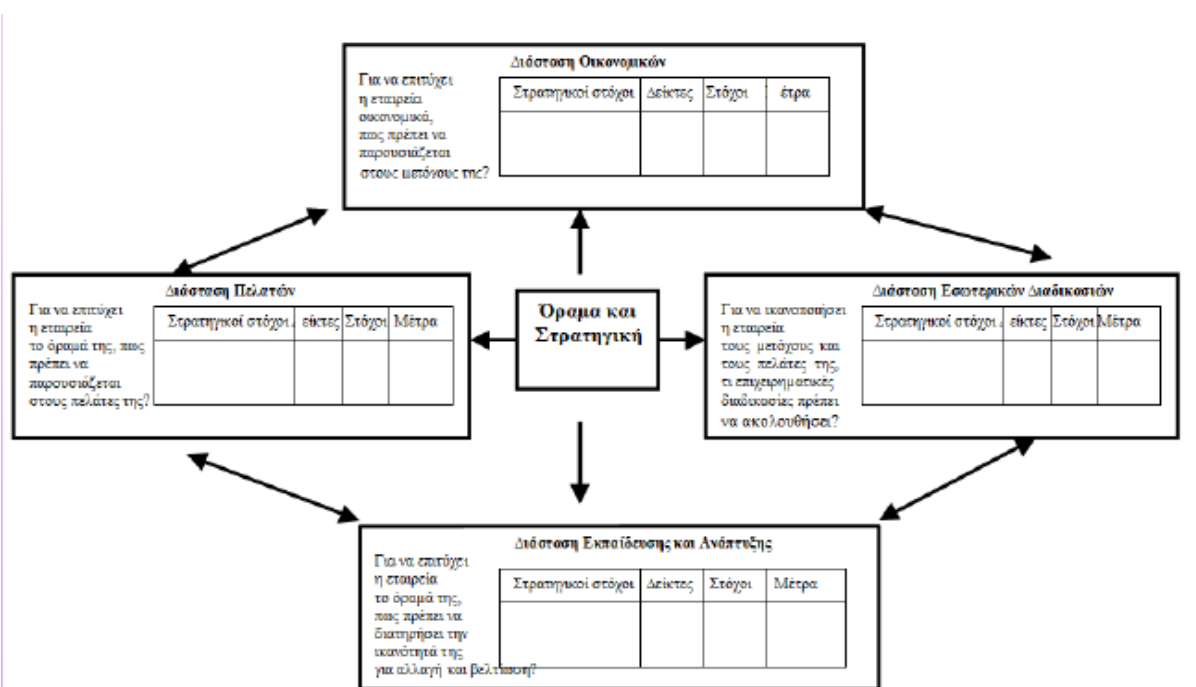 Διάσταση Οικονομικών
Για να επιτύχει
η εταιρεία
οικονομικά,
πως πρέπει να
παρουσιάζεται
στους μετόχους της?
Στρατηγικοί στόχοι Δείκτες Στόχοι έτρα
Διάσταση Πελατών
Για να επιτύχει
η εταιρεία
το όραμά της, πως
πρέπει να
παρουσιάζεται
στους πελάτες της?
Στρατηγικοί στόχοι είκτες Στόχοι Μέτρα
Όραμα και
Στρατηγική
Διάσταση Εσωτερικών Διαδικασιών
Για να ικανοποιήσει
η εταιρεία
τους μετόχους και
τους πελάτες της,
τι επιχειρηματικές
διαδικασίες πρέπει
να ακολουθήσει?
Στρατηγικοί στόχοι είκτες Στόχοι Μέτρα
Διάσταση Εκπαίδευσης και Ανάπτυξης
Για να επιτύχει
η εταιρεία
το όραμά της,
πως πρέπει να
διατηρήσει την
ικανότητά της
για αλλαγή και βελτίωση?
Στρατηγικοί στόχοι Δείκτες Στόχοι Μέτρα